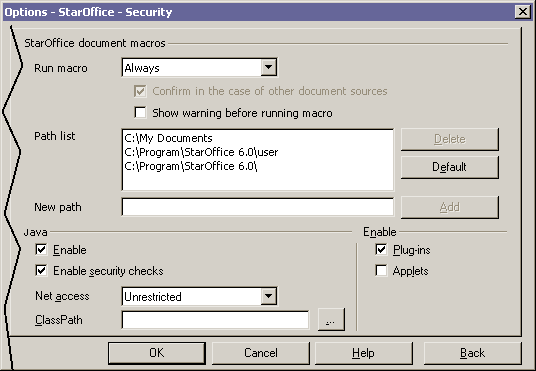 Options - StarOffice - Security
StarOffice document macros
Run macro Always
Confirm in the case of other document sources
Show warning before running macro
Path list C:\My Documents Delete
C:\Program\StarOffice 6.0\user
C:\Program\StarOffice 6.0\ Default
New path Add
Java Enable
Enable Plug-ins
Enable security checks Applets
Net access Unrestricted
ClassPath ...
OK Cancel Help Back